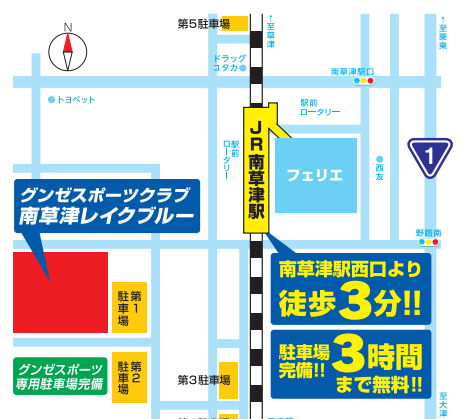 第5駐車場
↑至草津
↑至栗東
N
ドラッグ
ユタカ
南草津駅口
トヨペット
駅前
ロータリー
JR南草津駅
駅前
ロータリー
フェリエ
西友
1
グンゼスポーツクラブ
南草津レイクブルー
野路南
南草津駅西口より
徒歩3分!!
第1
駐車場
駐車場
完備!!
3時間
まで無料!!
グンゼスポーツ
専用駐車場完備
第2
駐車場
第3駐車場
至大津